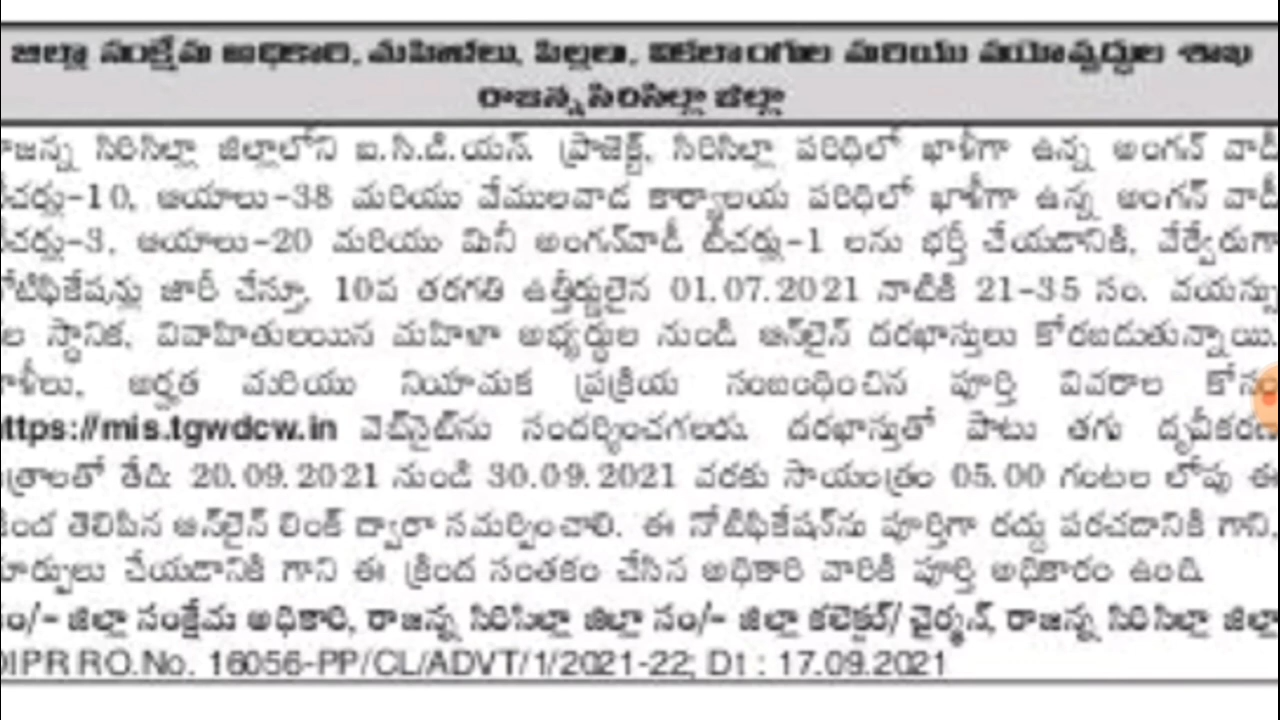 జిల్లా సంక్షేమ అధికారి, మహిళలు, పిల్లలు, వికలాంగుల మరియు వయోవృద్ధుల శాఖ
రాజన్న సిరిసిల్లా జిల్లా
ాజన్న సిరిసిల్లా జిల్లాలోని ఐ.సి.డి.యస్. ప్రాజెక్ట్, సిరిసిల్లా పరిధిలో ఖాళీగా ఉన్న అంగన్ వాడీ
ీచర్లు-10, ఆయాలు-38 మరియు వేములవాడ కార్యాలయ పరిధిలో ఖాళీగా ఉన్న అంగన్ వాడీ
ీచర్లు-3, ఆయాలు-20 మరియు మినీ అంగన్‌వాడీ టీచర్లు-1 లను భర్తీ చేయడానికి, వేర్వేరుగా
ోటిఫికేషన్లు జారీ చేస్తూ, 10వ తరగతి ఉత్తీర్ణులైన 01.07.2021 నాటికి 21-35 సం. వయస్సు
ల స్థానిక, వివాహితులయిన మహిళా అభ్యర్థుల నుండి ఆన్‌లైన్ దరఖాస్తులు కోరబడుతున్నాయి.
ాళీలు, అర్హత మరియు నియామక ప్రక్రియ సంబంధించిన పూర్తి వివరాల కోసం
ttps://mis.tgwdcw.in వెబ్‌సైట్‌ను సందర్శించగలరు. దరఖాస్తుతో పాటు తగు దృవీకరణ
త్రాలతో తేది: 20.09.2021 నుండి 30.09.2021 వరకు సాయంత్రం 05.00 గంటల లోపు ఈ
ింద తెలిపిన ఆన్‌లైన్ లింక్ ద్వారా సమర్పించాలి. ఈ నోటిఫికేషన్‌ను పూర్తిగా రద్దు పరచడానికి గాని,
ార్పులు చేయడానికి గాని ఈ క్రింద సంతకం చేసిన అధికారి వారికి పూర్తి అధికారం ఉంది.
సం/- జిల్లా సంక్షేమ అధికారి, రాజన్న సిరిసిల్లా జిల్లా సం/- జిల్లా కలెక్టర్/ చైర్మన్, రాజన్న సిరిసిల్లా జిల్లా
DIPR RO.No. 16056-PP/CL/ADVT/1/2021-22; Dt : 17.09.2021